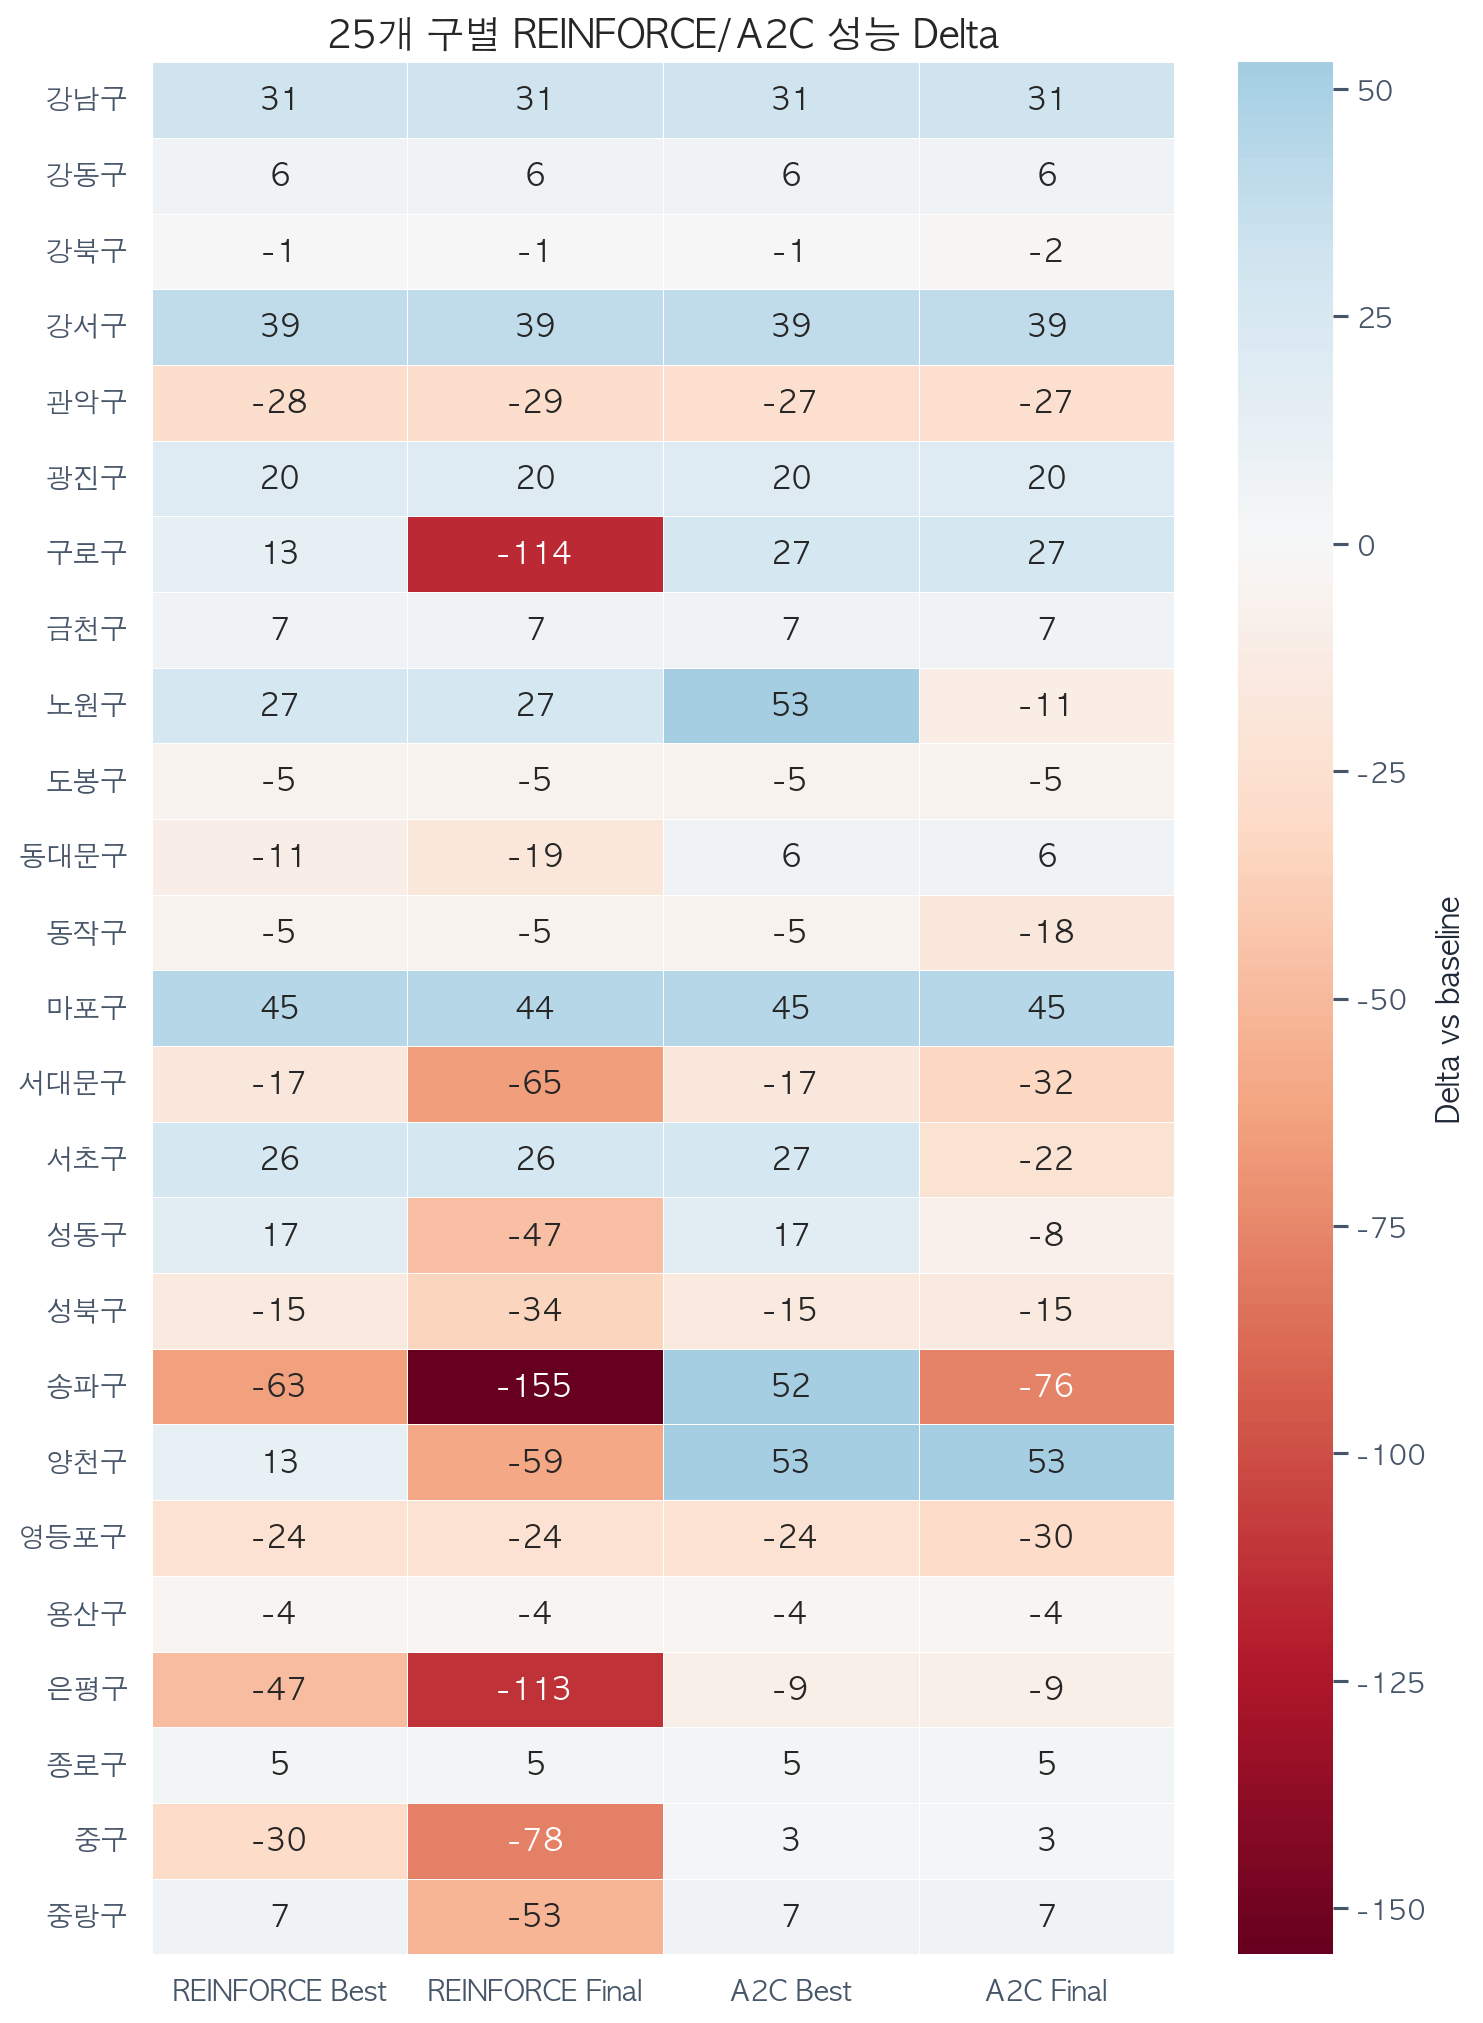 25개 구별 REINFORCE/A2C 성능 Delta
강남구 31 31 31 31
강동구 6 6 6 6
강북구 -1 -1 -1 -2
강서구 39 39 39 39
관악구 -28 -29 -27 -27
광진구 20 20 20 20
구로구 13 -114 27 27
금천구 7 7 7 7
노원구 27 27 53 -11
도봉구 -5 -5 -5 -5
동대문구 -11 -19 6 6
동작구 -5 -5 -5 -18
마포구 45 44 45 45
서대문구 -17 -65 -17 -32
서초구 26 26 27 -22
성동구 17 -47 17 -8
성북구 -15 -34 -15 -15
송파구 -63 -155 52 -76
양천구 13 -59 53 53
영등포구 -24 -24 -24 -30
용산구 -4 -4 -4 -4
은평구 -47 -113 -9 -9
종로구 5 5 5 5
중구 -30 -78 3 3
중랑구 7 -53 7 7
REINFORCE Best REINFORCE Final A2C Best A2C Final
50
25
0
-25
-50
-75
-100
-125
-150
Delta vs baseline